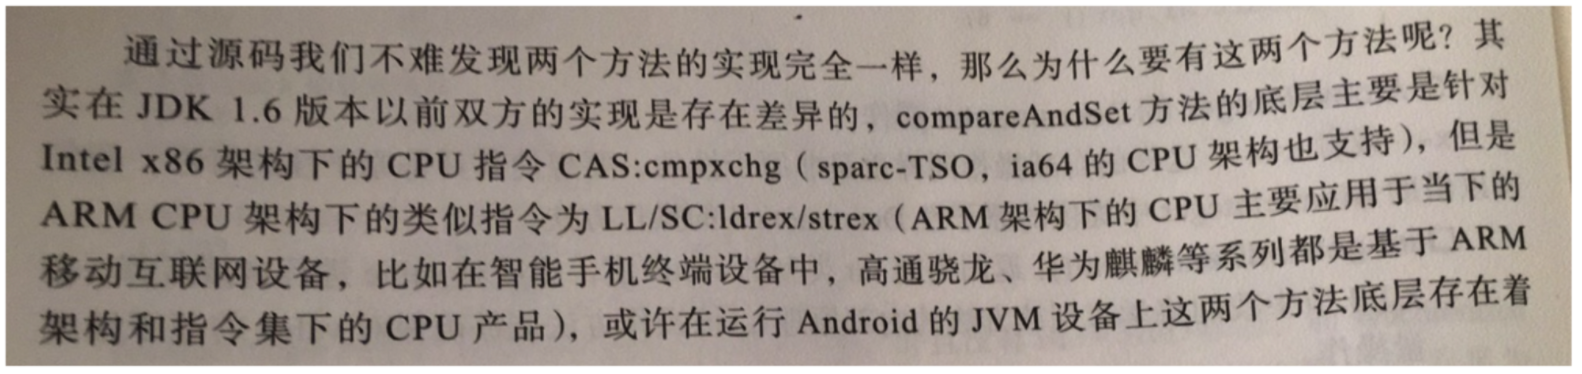 通过源码我们不难发现两个方法的实现完全一样，那么为什么要有这两个方法呢？其
实在 JDK 1.6 版本以前双方的实现是存在差异的，compareAndSet 方法的底层主要是针对
Intel x86 架构下的 CPU 指令 CAS:cmpxchg（sparc-TSO，ia64 的 CPU 架构也支持），但是
ARM CPU 架构下的类似指令为 LL/SC:ldrex/strex（ARM 架构下的 CPU 主要应用于当下的
移动互联网设备，比如在智能手机终端设备中，高通骁龙、华为麒麟等系列都是基于 ARM
架构和指令集下的 CPU 产品），或许在运行 Android 的 JVM 设备上这两个方法底层存在着